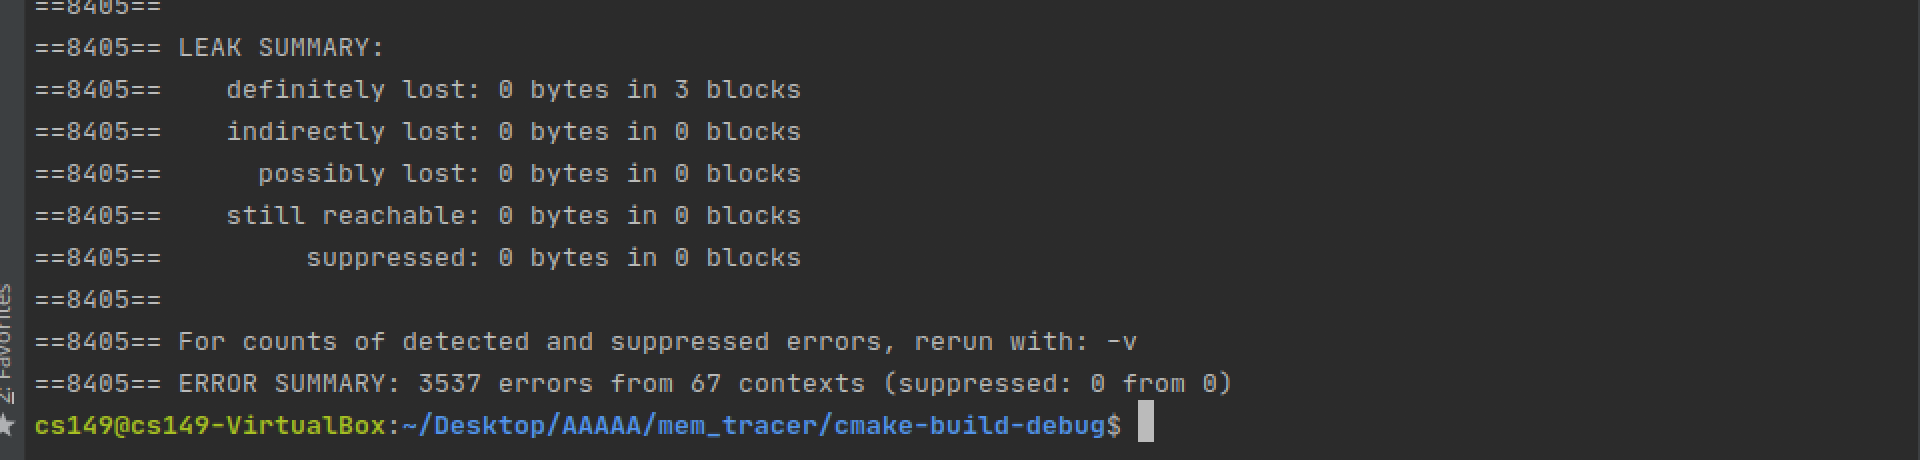 ==8405==
==8405== LEAK SUMMARY:
==8405==    definitely lost: 0 bytes in 3 blocks
==8405==    indirectly lost: 0 bytes in 0 blocks
==8405==      possibly lost: 0 bytes in 0 blocks
==8405==    still reachable: 0 bytes in 0 blocks
==8405==         suppressed: 0 bytes in 0 blocks
==8405==
==8405== For counts of detected and suppressed errors, rerun with: -v
==8405== ERROR SUMMARY: 3537 errors from 67 contexts (suppressed: 0 from 0)
cs149@cs149-VirtualBox:~/Desktop/AAAAA/mem_tracer/cmake-build-debug$
2: Favorites